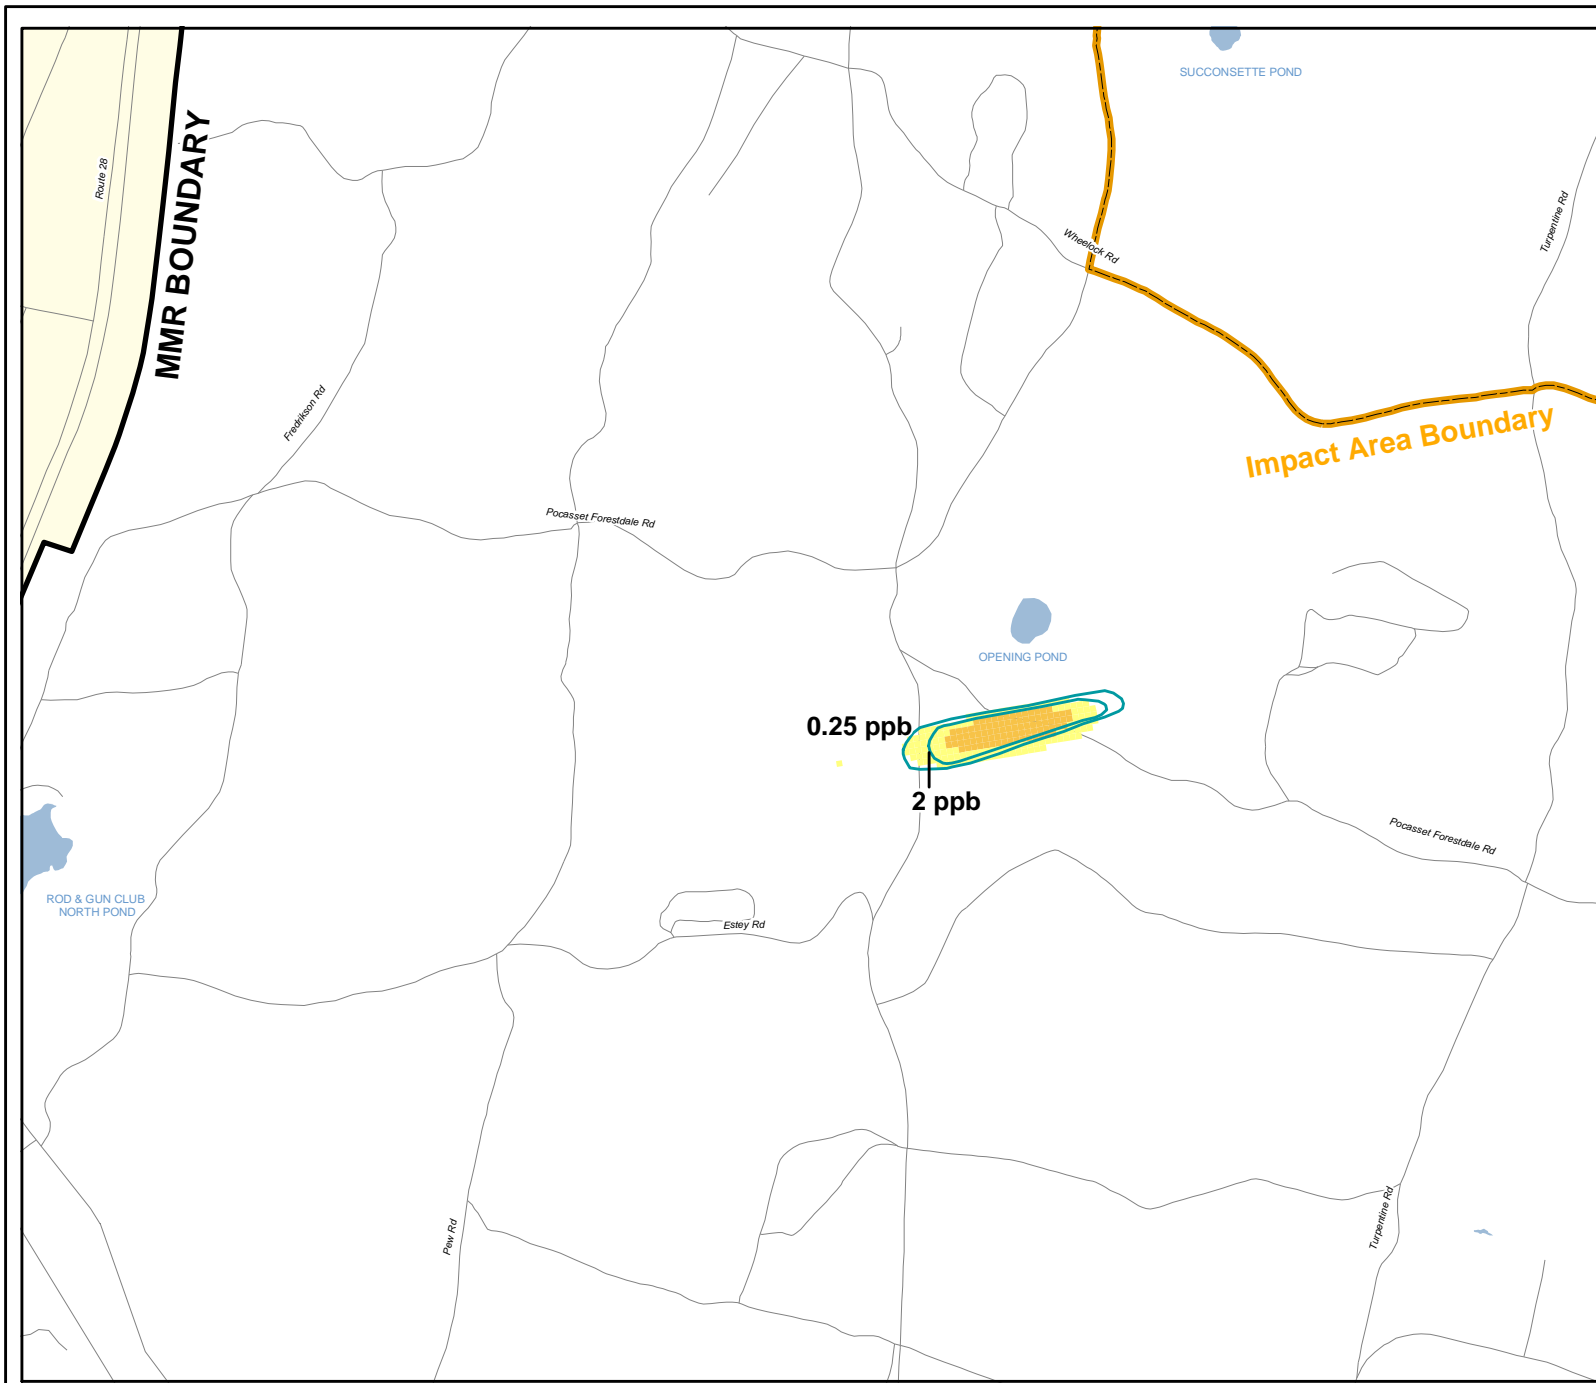 SUCCONSETTE POND
Route 28
MMR BOUNDARY
Turpentine Rd
Wheelock Rd
Fredrikson Rd
Impact Area Boundary
Pocasset Forestdale Rd
OPENING POND
0.25 ppb
2 ppb
Pocasset Forestdale Rd
ROD & GUN CLUB
NORTH POND
Estey Rd
Pew Rd
Turpentine Rd